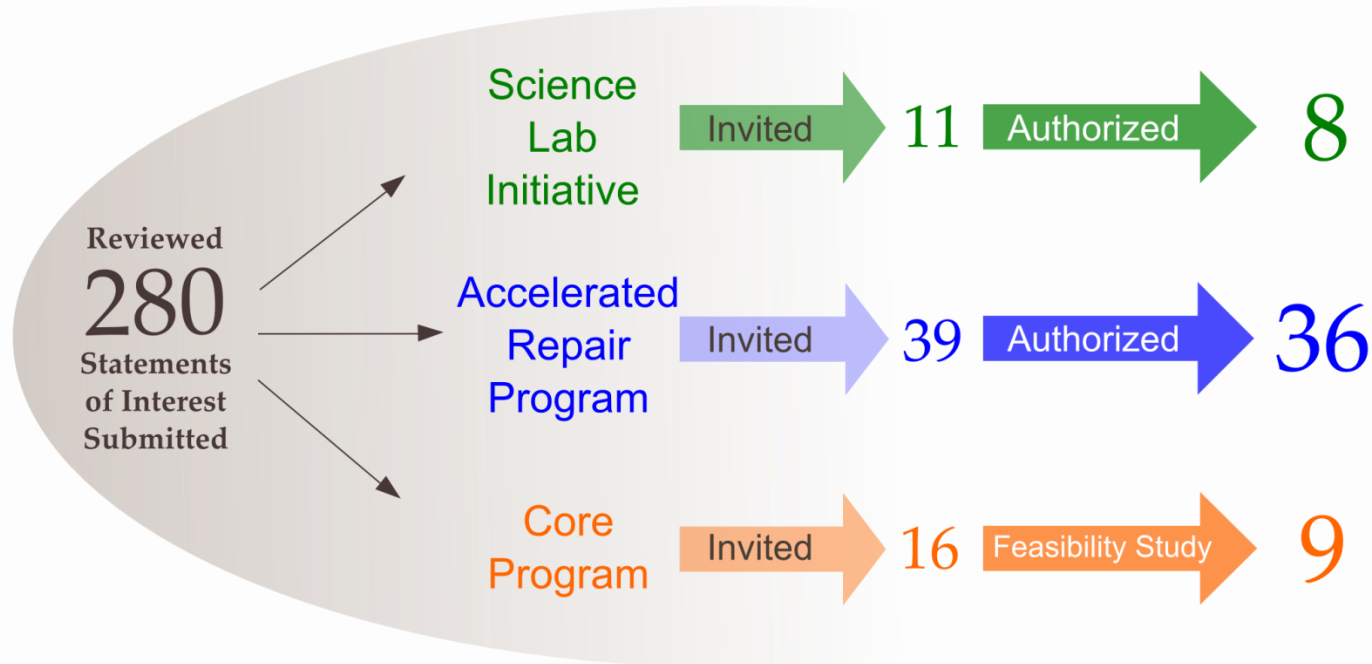 Reviewed
280
Statements
of Interest
Submitted
Science
Lab
Initiative
Invited
11
Authorized
8
Accelerated
Repair
Program
Invited
39
Authorized
36
Core
Program
Invited
16
Feasibility Study
9